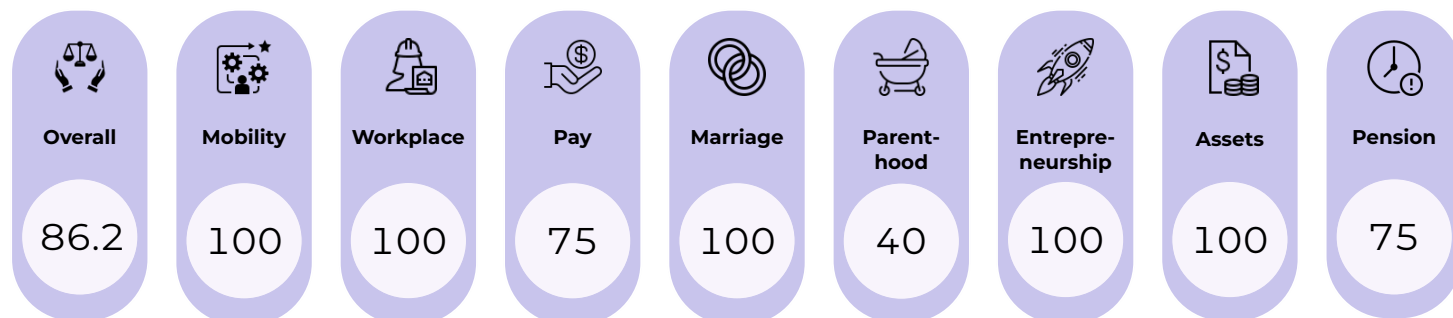 Overall
86.2
Mobility
100
Workplace
100
$
Pay
75
Marriage
100
Parent-
hood
40
Entrepre-
neurship
100
$
Assets
100
!
Pension
75